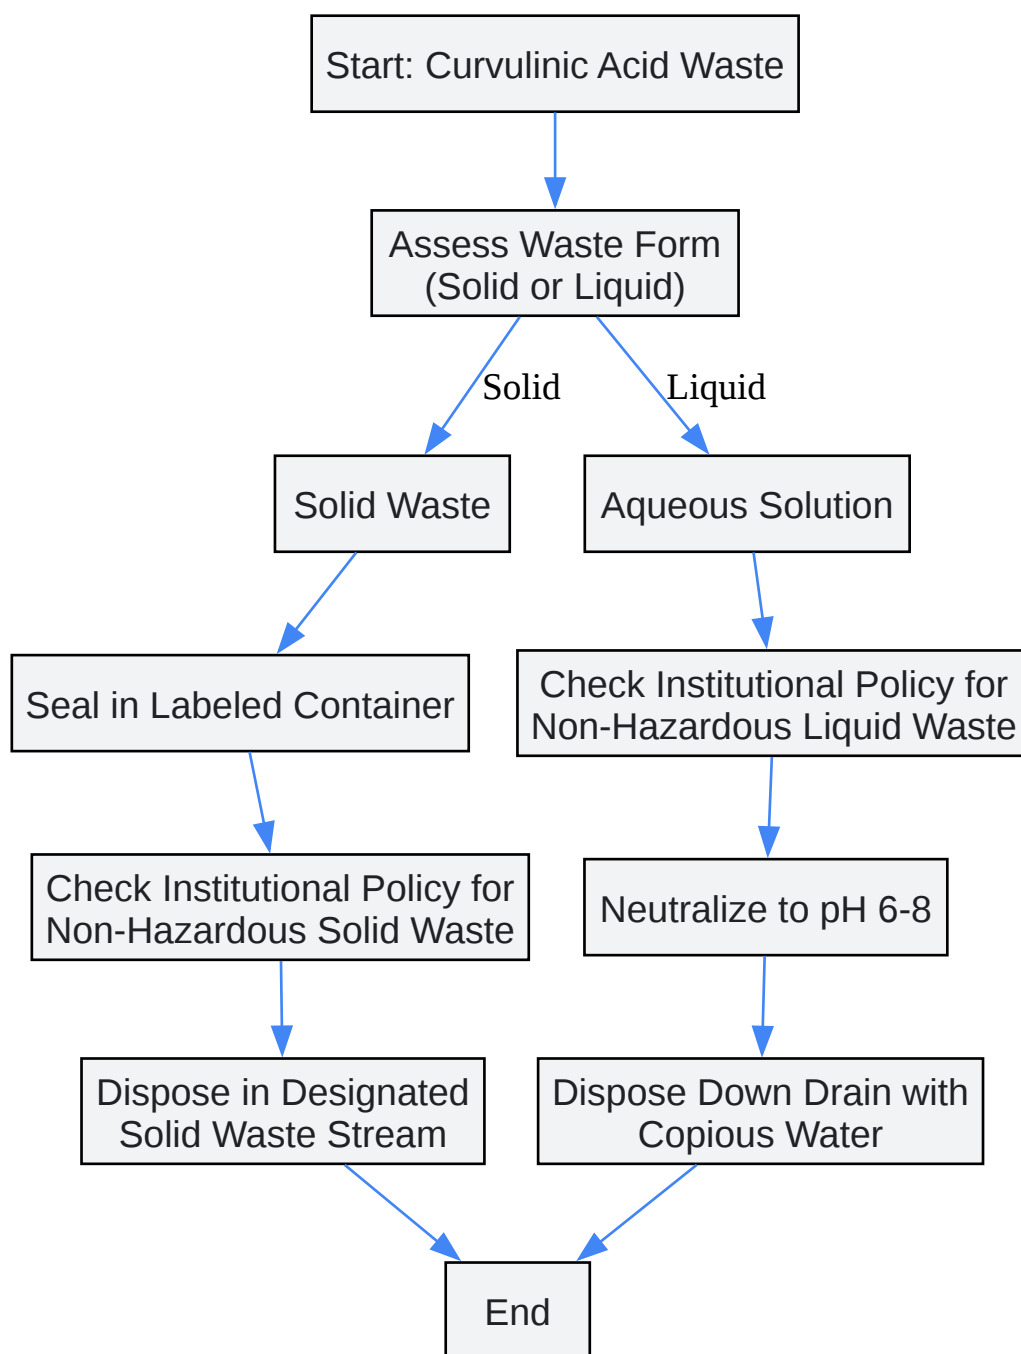 Start: Curvulinic Acid Waste
Assess Waste Form
(Solid or Liquid)
Solid
Liquid
Solid Waste
Aqueous Solution
Seal in Labeled Container
Check Institutional Policy for
Non-Hazardous Liquid Waste
Check Institutional Policy for
Non-Hazardous Solid Waste
Neutralize to pH 6-8
Dispose in Designated
Solid Waste Stream
Dispose Down Drain with
Copious Water
End